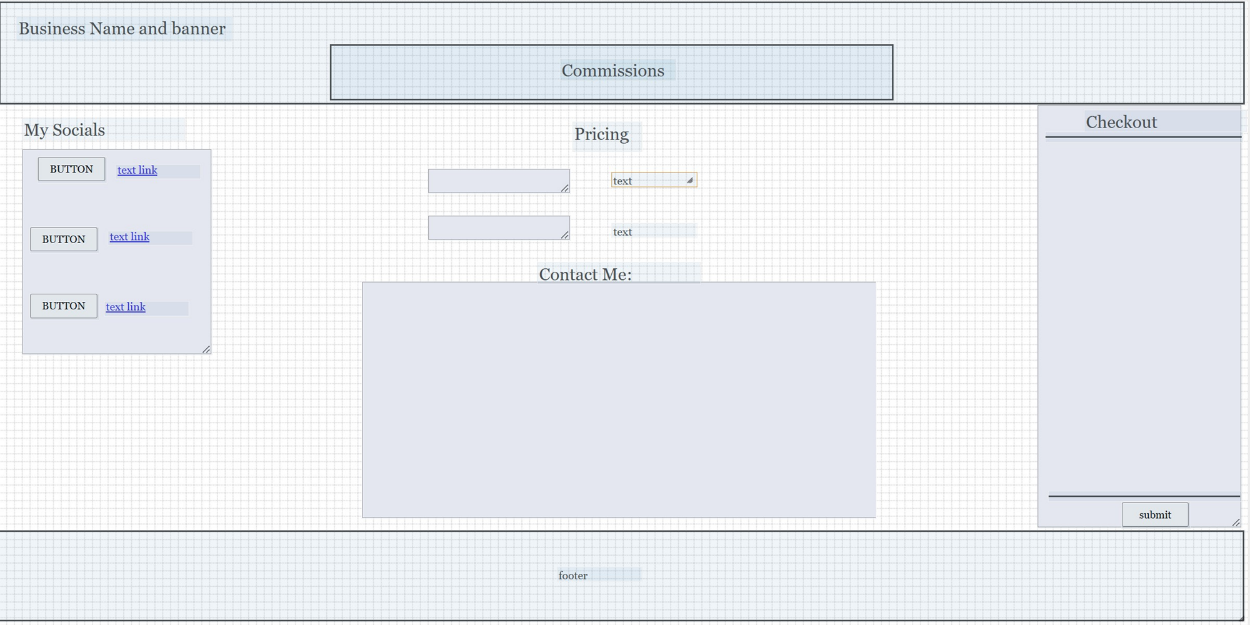 Business Name and banner
Commissions
My Socials
BUTTON text link
BUTTON text link
BUTTON text link
Pricing
text
text
Contact Me:
Checkout
submit
footer